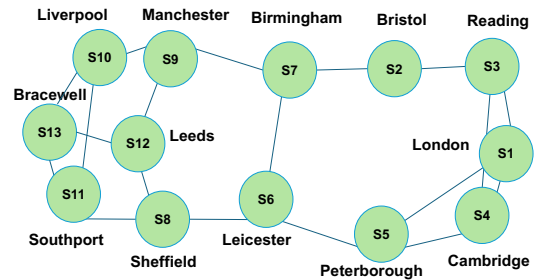 Liverpool
Manchester
Birmingham
Bristol
Reading
S10
S9
S7
S2
S3
Bracewell
S13
S12
Leeds
London
S1
S11
S8
S6
S5
S4
Southport
Sheffield
Leicester
Peterborough
Cambridge